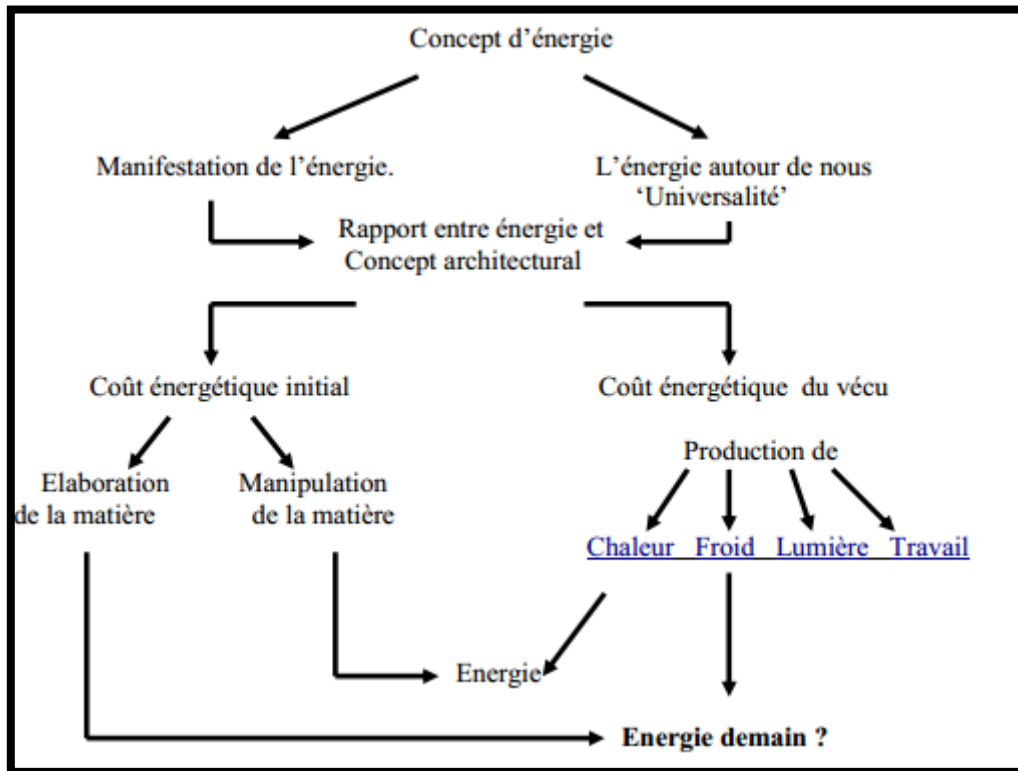 Concept d’énergie
Manifestation de l’énergie.
L’énergie autour de nous
‘Universalité’
Rapport entre énergie et
Concept architectural
Coût énergétique initial
Coût énergétique du vécu
Production de
Elaboration
de la matière
Manipulation
de la matière
Chaleur Froid Lumière Travail
Energie
Energie demain ?